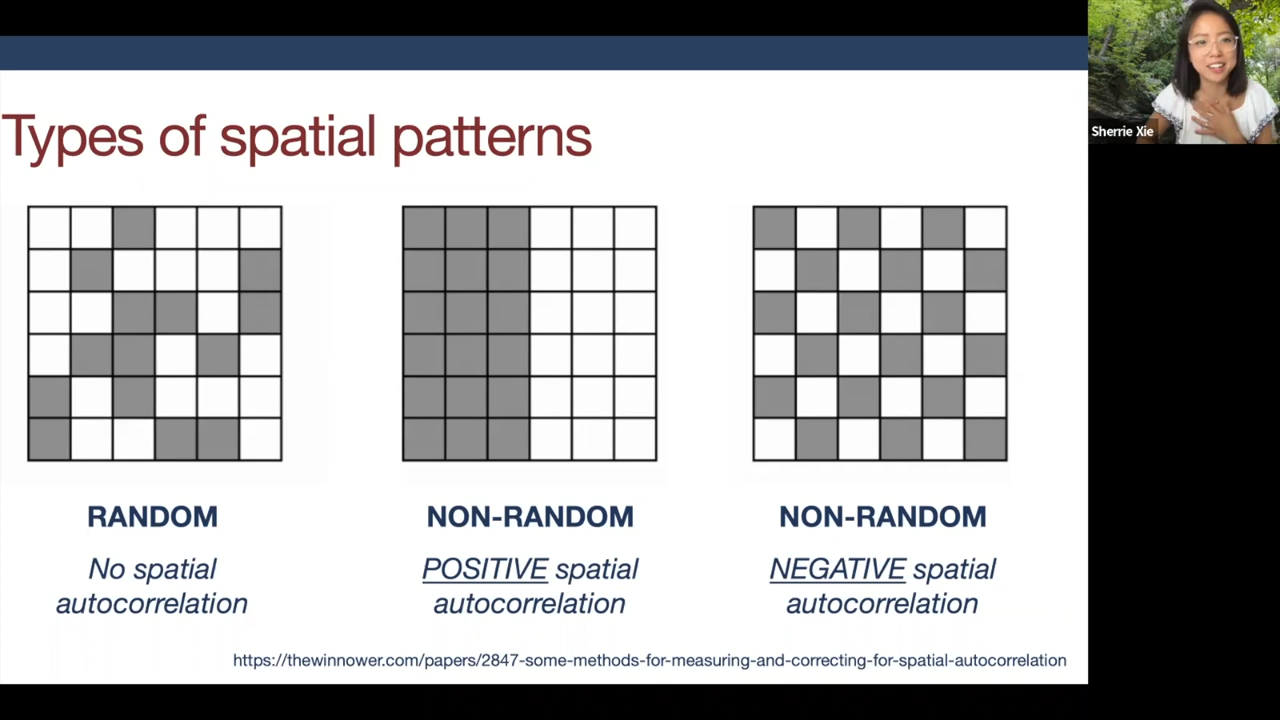 Types of spatial patterns
Sherrie Xie
RANDOM
No spatial
autocorrelation
NON-RANDOM
POSITIVE spatial
autocorrelation
NON-RANDOM
NEGATIVE spatial
autocorrelation
https://thewinnower.com/papers/2847-some-methods-for-measuring-and-correcting-for-spatial-autocorrelation